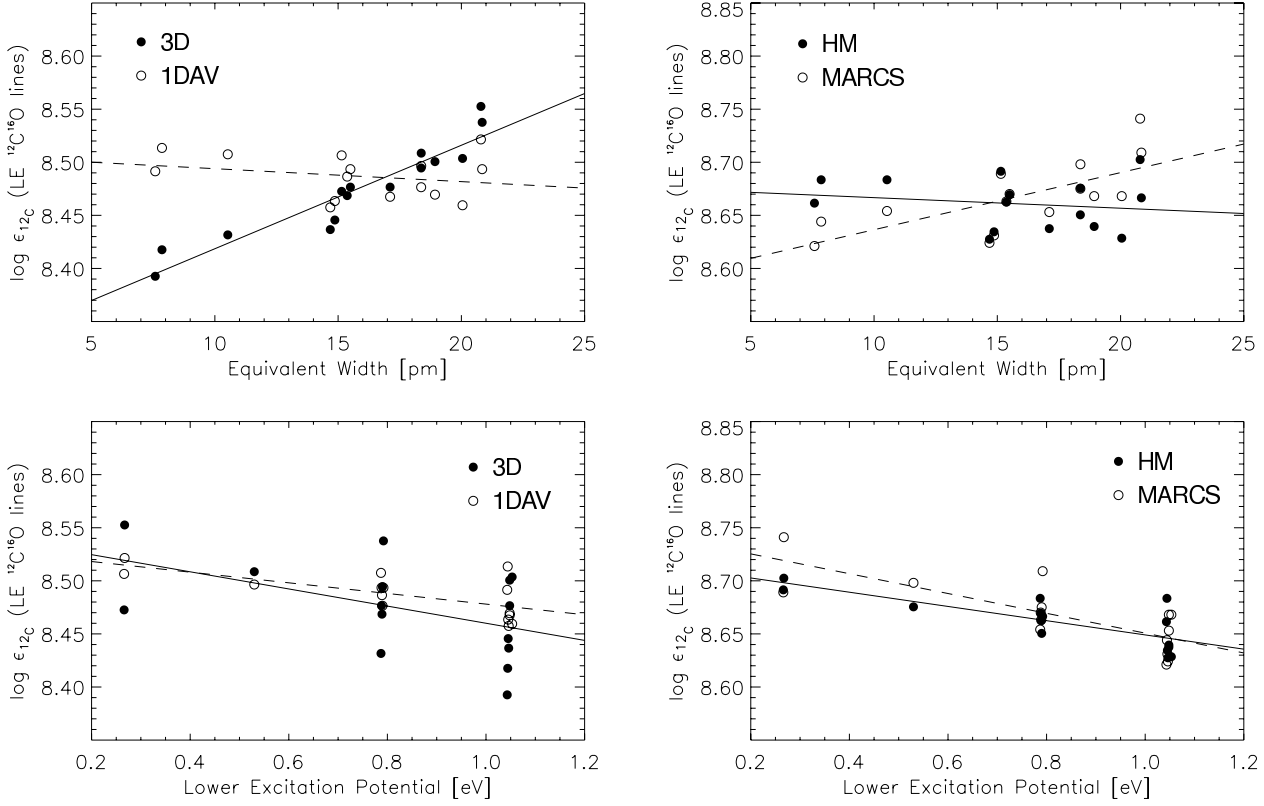 3D
1DAV
8.60
8.55
8.50
8.45
8.40
log ϵ12C (LE 12C16O lines)
5 10 15 20 25
Equivalent Width [pm]
HM
MARCS
8.85
8.80
8.75
8.70
8.65
8.60
log ϵ12C (LE 12C16O lines)
5 10 15 20 25
Equivalent Width [pm]
3D
1DAV
8.60
8.55
8.50
8.45
8.40
log ϵ12C (LE 12C16O lines)
0.2 0.4 0.6 0.8 1.0 1.2
Lower Excitation Potential [eV]
HM
MARCS
8.85
8.80
8.75
8.70
8.65
8.60
log ϵ12C (LE 12C16O lines)
0.2 0.4 0.6 0.8 1.0 1.2
Lower Excitation Potential [eV]